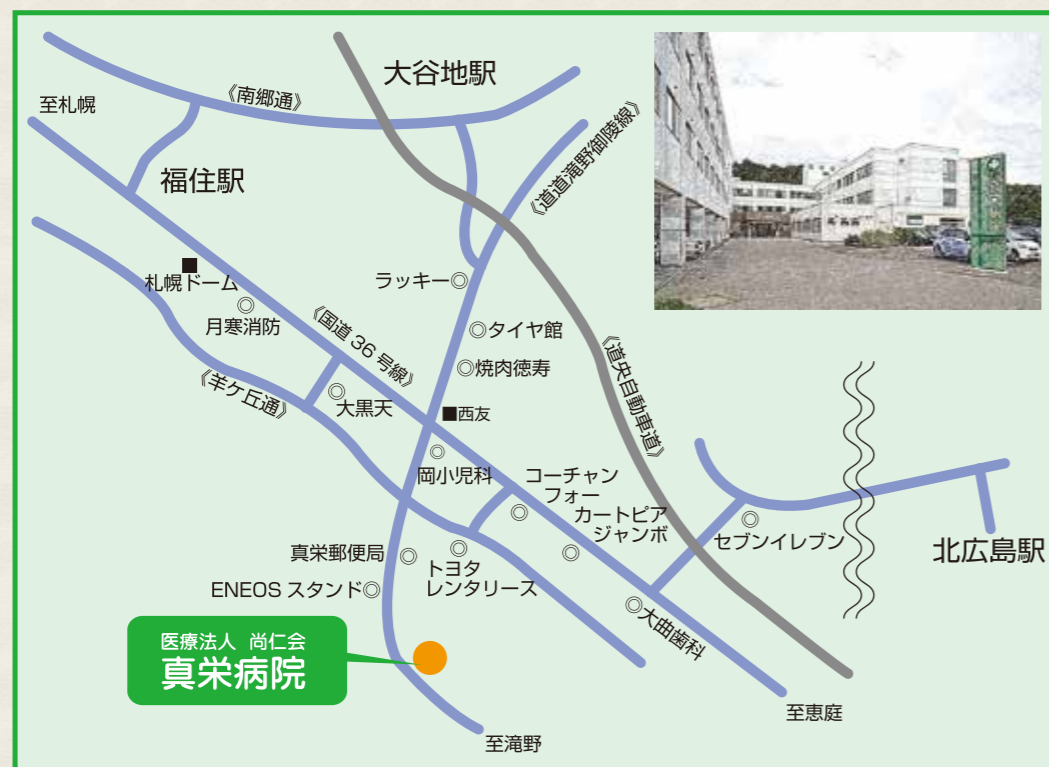 大谷地駅
《南郷通》
至札幌
福住駅
《道道滝野御陵線》
札幌ドーム
ラッキー◎
月寒消防
《国道36号線》
◎タイヤ館
◎焼肉徳寿
《羊ケ丘通》
大黒天
■西友
《道央自動車道》
岡小児科
コーチャン
フォー
カートピア
ジャンボ
セブンイレブン
北広島駅
真栄郵便局
トヨタ
レンタリース
ENEOS スタンド◎
◎大曲歯科
医療法人 尚仁会
真栄病院
至恵庭
至滝野